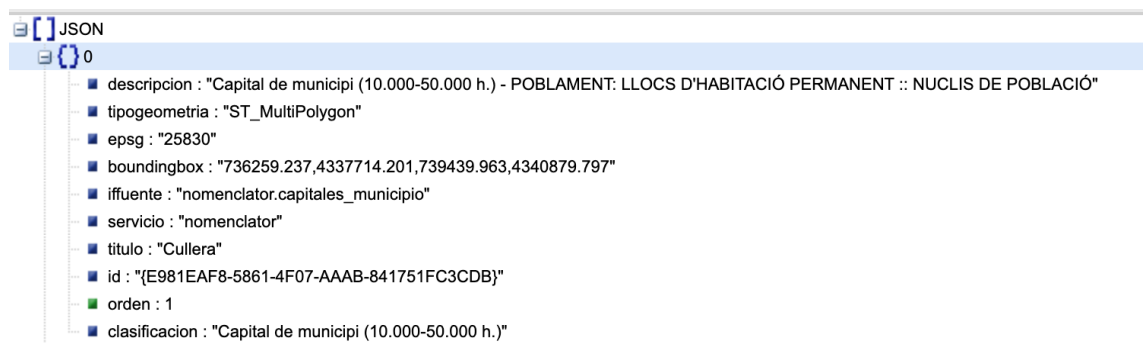 JSON
0
descripcion : "Capital de municipi (10.000-50.000 h.) - POBLAMENT: LLOCS D'HABITACIÓ PERMANENT :: NUCLIS DE POBLACIÓ"
tipogeometria : "ST_MultiPolygon"
epsg : "25830"
boundingbox : "736259.237,4337714.201,739439.963,4340879.797"
iffuente : "nomenclator.capitales_municipio"
servicio : "nomenclator"
titulo : "Cullera"
id : "{E981EAF8-5861-4F07-AAAB-841751FC3CDB}"
orden : 1
clasificacion : "Capital de municipi (10.000-50.000 h.)"